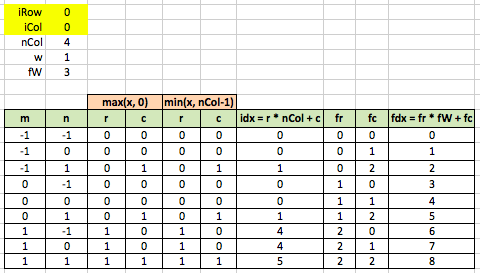 iRow 0
iCol 0
nCol 4
w 1
fW 3
max(x, 0) min(x, nCol-1)
m n r c r c idx = r * nCol + c fr fc fdx = fr * fW + fc
-1 -1 0 0 0 0 0 0 0 0
-1 0 0 0 0 0 0 0 1 1
-1 1 0 1 0 1 1 0 2 2
0 -1 0 0 0 0 0 1 0 3
0 0 0 0 0 0 0 1 1 4
0 1 0 1 0 1 1 1 2 5
1 -1 1 0 1 0 4 2 0 6
1 0 1 0 1 0 4 2 1 7
1 1 1 1 1 1 5 2 2 8